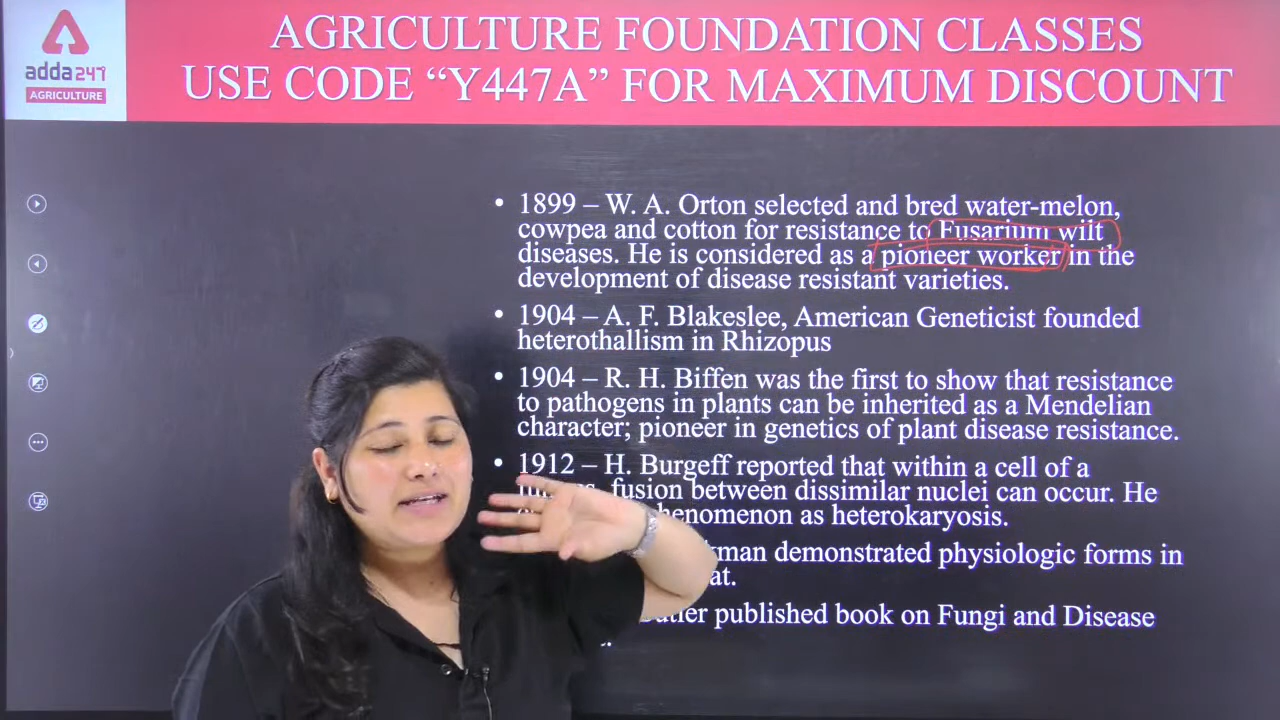 AGRICULTURE FOUNDATION CLASSES
USE CODE “Y447A” FOR MAXIMUM DISCOUNT
adda247
AGRICULTURE
• 1899 – W. A. Orton selected and bred water-melon,
cowpea and cotton for resistance to Fusarium wilt
diseases. He is considered as a pioneer worker in the
development of disease resistant varieties.
• 1904 – A. F. Blakeslee, American Geneticist founded
heterothallism in Rhizopus
• 1904 – R. H. Biffen was the first to show that resistance
to pathogens in plants can be inherited as a Mendelian
character; pioneer in genetics of plant disease resistance.
• 1912 – H. Burgeff reported that within a cell of a
fusion between dissimilar nuclei can occur. He
as heterokaryosis.
demonstrated physiologic forms in
published book on Fungi and Disease